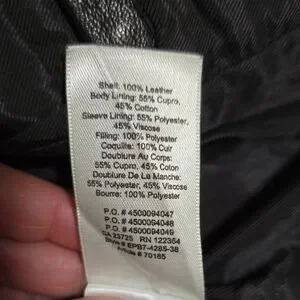 Shell: 100% Leather
Body Lining: 55% Cupro,
45% Cotton
Sleeve Lining: 55% Polyester,
45% Viscose
Filling: 100% Polyester
Coquille: 100% Cuir
Doublure Au Corps:
55% Cupro, 45% Coton
Doublure De La Manche:
55% Polyester, 45% Viscose
Bourre: 100% Polyester
P.O. # 4500094047
P.O. # 4500094048
P.O. # 4500094049
CA 23725 RN 122354
Style # EPB7-4285-38
Article # 70185